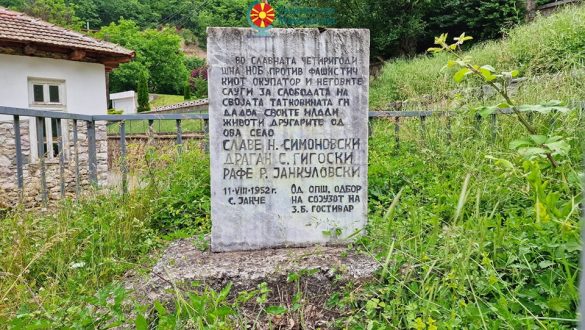 ВО СЛАВНАТА ЧЕТИРИГОДИ
ШНА НОБ ПРОТИВ ФАШИСТИЧ
КИОТ ОКУПАТОР И НЕГОВИТЕ
СЛУГИ ЗА СЛОБОДАТА НА
СВОЈАТА ТАТКОВИНАТА ГИ
ДАДОА СВОИТЕ МЛАДИ
ЖИВОТИ ДРУГАРИТЕ ОД
ОВА СЕЛО
СЛАВЕ Н. СИМОНОВСКИ
ДРАГАН С. ГИГОСКИ
РАФЕ Р. ЈАНКУЛОВСКИ
11-VIII-1952 г. ОД ОПШ. ОДБОР
С. ЈАНЧЕ НА СОЈУЗОТ НА
З.Б. ГОСТИВАР